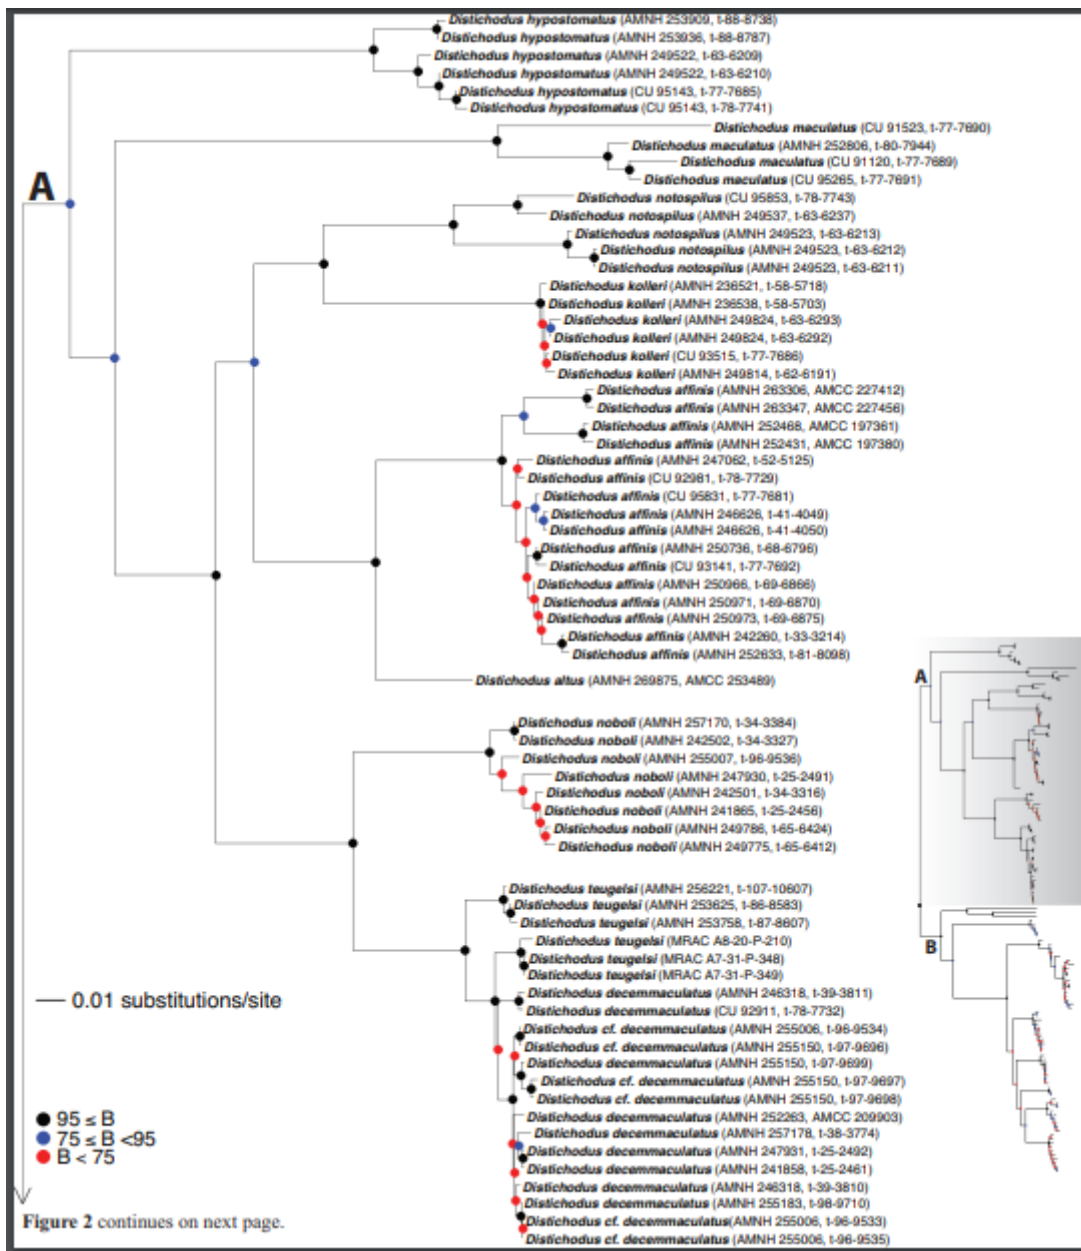 Distichodus hypostomatus (AMNH 253909, t-88-8738)
Distichodus hypostomatus (AMNH 253936, t-88-8787)
Distichodus hypostomatus (AMNH 249522, t-63-6209)
Distichodus hypostomatus (AMNH 249522, t-63-6210)
Distichodus hypostomatus (CU 95143, t-77-7685)
Distichodus hypostomatus (CU 95143, t-78-7741)
Distichodus maculatus (CU 91523, t-77-7690)
Distichodus maculatus (AMNH 252806, t-80-7944)
Distichodus maculatus (CU 91120, t-77-7689)
Distichodus maculatus (CU 95265, t-77-7691)
A
Distichodus notospilus (CU 95853, t-78-7743)
Distichodus notospilus (AMNH 249537, t-63-6237)
Distichodus notospilus (AMNH 249523, t-63-6213)
Distichodus notospilus (AMNH 249523, t-63-6212)
Distichodus notospilus (AMNH 249523, t-63-6211)
Distichodus kolleri (AMNH 236521, t-58-5718)
Distichodus kolleri (AMNH 236538, t-58-5703)
Distichodus kolleri (AMNH 249824, t-63-6293)
Distichodus kolleri (AMNH 249824, t-63-6292)
Distichodus kolleri (CU 93515, t-77-7686)
Distichodus kolleri (AMNH 249814, t-62-6191)
Distichodus affinis (AMNH 263306, AMCC 227412)
Distichodus affinis (AMNH 263347, AMCC 227456)
Distichodus affinis (AMNH 252468, AMCC 197361)
Distichodus affinis (AMNH 252431, AMCC 197380)
Distichodus affinis (AMNH 247062, t-52-5125)
Distichodus affinis (CU 92981, t-78-7729)
Distichodus affinis (CU 95831, t-77-7681)
Distichodus affinis (AMNH 246626, t-41-4049)
Distichodus affinis (AMNH 246626, t-41-4050)
Distichodus affinis (AMNH 250736, t-68-6796)
Distichodus affinis (CU 93141, t-77-7692)
Distichodus affinis (AMNH 250966, t-69-6866)
Distichodus affinis (AMNH 250971, t-69-6870)
Distichodus affinis (AMNH 250973, t-69-6875)
Distichodus affinis (AMNH 242260, t-33-3214)
Distichodus affinis (AMNH 252633, t-81-8098)
Distichodus altus (AMNH 269875, AMCC 253489)
A
Distichodus noboli (AMNH 257170, t-34-3384)
Distichodus noboli (AMNH 242502, t-34-3327)
Distichodus noboli (AMNH 255007, t-96-9536)
Distichodus noboli (AMNH 247930, t-25-2491)
Distichodus noboli (AMNH 242501, t-34-3316)
Distichodus noboli (AMNH 241865, t-25-2456)
Distichodus noboli (AMNH 249786, t-65-6424)
Distichodus noboli (AMNH 249775, t-65-6412)
Distichodus teugelsi (AMNH 256221, t-107-10607)
Distichodus teugelsi (AMNH 253625, t-86-8583)
Distichodus teugelsi (AMNH 253758, t-87-8607)
Distichodus teugelsi (MRAC A8-20-P-210)
B
Distichodus teugelsi (MRAC A7-31-P-348)
Distichodus teugelsi (MRAC A7-31-P-349)
Distichodus decemmaculatus (AMNH 246318, t-39-3811)
0.01 substitutions/site
Distichodus decemmaculatus (CU 92911, t-78-7732)
Distichodus cf. decemmaculatus (AMNH 255006, t-96-9534)
Distichodus cf. decemmaculatus (AMNH 255150, t-97-9696)
Distichodus decemmaculatus (AMNH 255150, t-97-9699)
Distichodus cf. decemmaculatus (AMNH 255150, t-97-9697)
Distichodus cf. decemmaculatus (AMNH 255150, t-97-9698)
Distichodus decemmaculatus (AMNH 252263, AMCC 209903)
Distichodus decemmaculatus (AMNH 257178, t-38-3774)
Distichodus decemmaculatus (AMNH 247931, t-25-2492)
Distichodus decemmaculatus (AMNH 241858, t-25-2461)
Distichodus decemmaculatus (AMNH 246318, t-39-3810)
Distichodus decemmaculatus (AMNH 255183, t-98-9710)
Distichodus cf. decemmaculatus(AMNH 255006, t-96-9533)
Distichodus cf. decemmaculatus (AMNH 255006, t-96-9535)
95 ≤ B
75 ≤ B <95
B < 75
Figure 2 continues on next page.